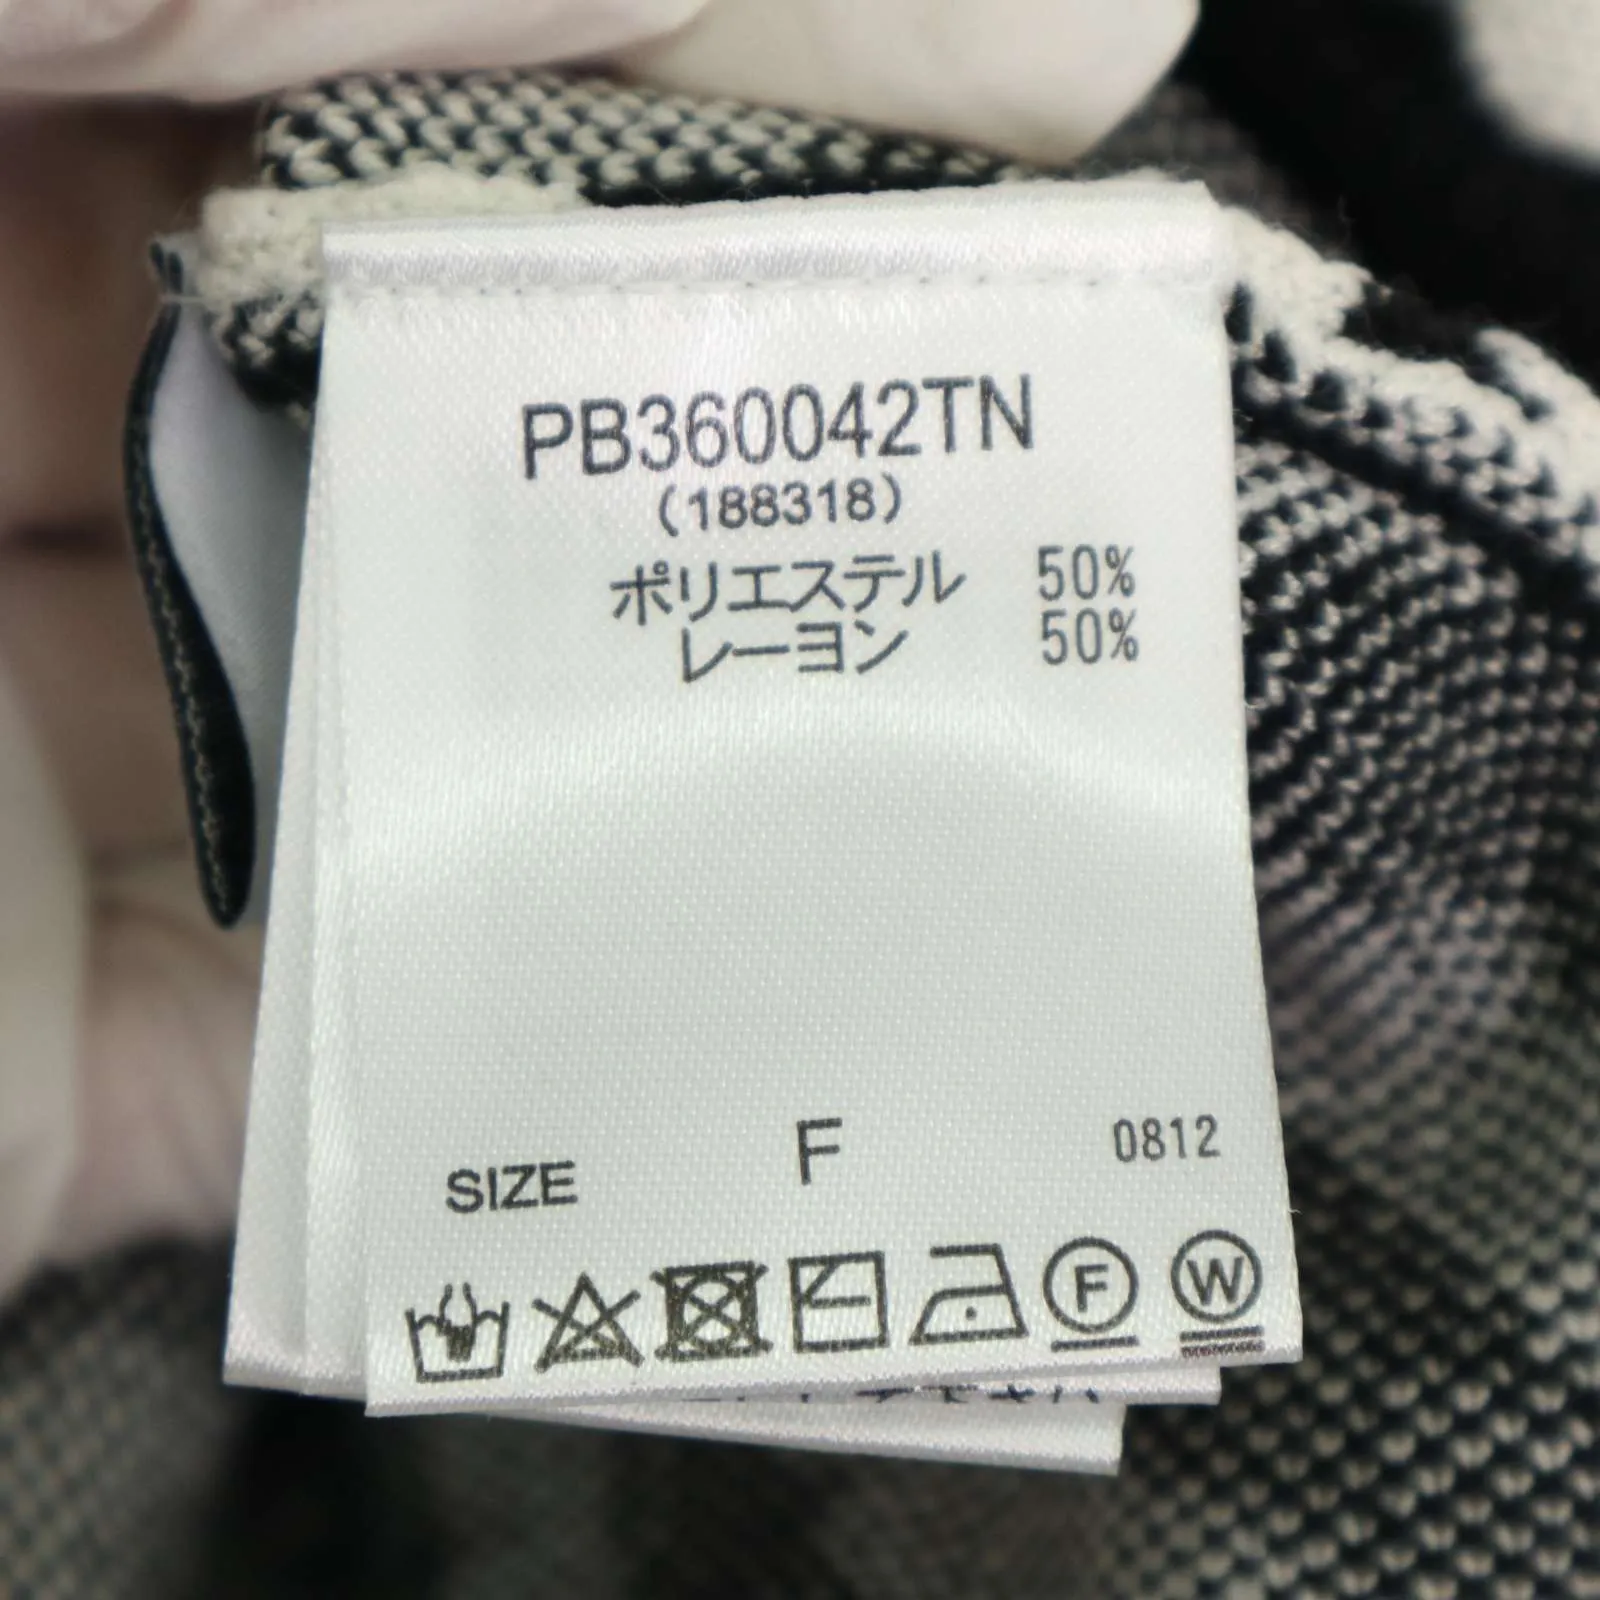 PB360042TN
(188318)
ポリエステル 50%
レーヨン 50%
SIZE F 0812
F W